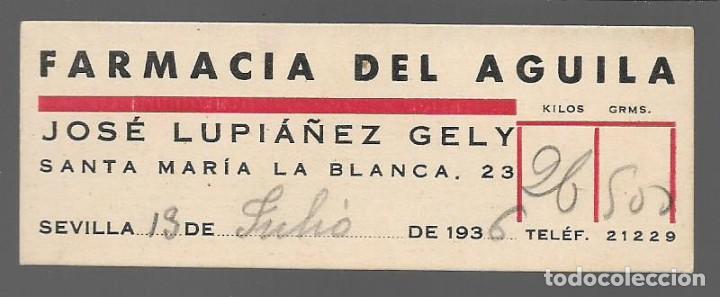 FARMACIA DEL AGUILA
KILOS GRMS.
JOSÉ LUPIÁÑEZ GELY
26 500
SANTA MARÍA LA BLANCA, 23
SEVILLA 13 DE Julio DE 1936 TELÉF. 21229
todocoleccion